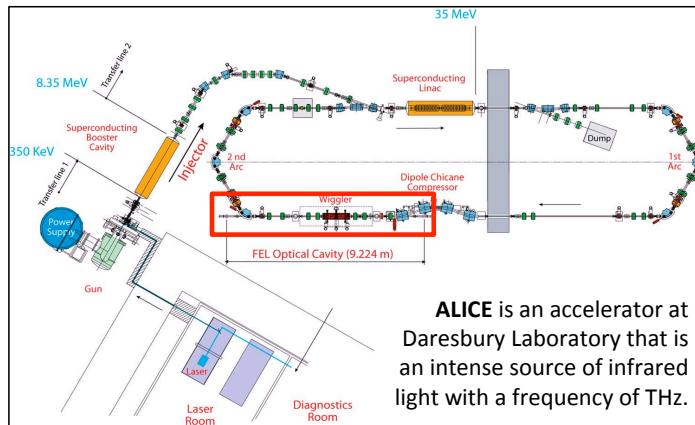 35 MeV
Transfer line 2
8.35 MeV
Superconducting
Linac
Superconducting
Booster
Cavity
Injector
Dump
350 KeV
Transfer line 1
2 nd
Arc
1st
Arc
Dipole Chicane
Compressor
Wiggler
Power
Supply
FEL Optical Cavity (9.224 m)
Gun
ALICE is an accelerator at
Daresbury Laboratory that is
an intense source of infrared
light with a frequency of THz.
Laser
Laser
Room
Diagnostics
Room